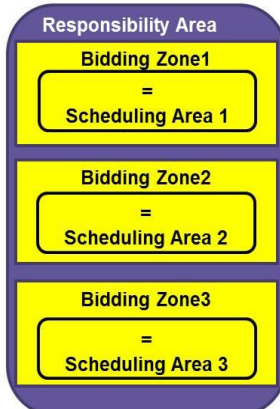 Responsibility Area
Bidding Zone1
=
Scheduling Area 1
Bidding Zone2
=
Scheduling Area 2
Bidding Zone3
=
Scheduling Area 3